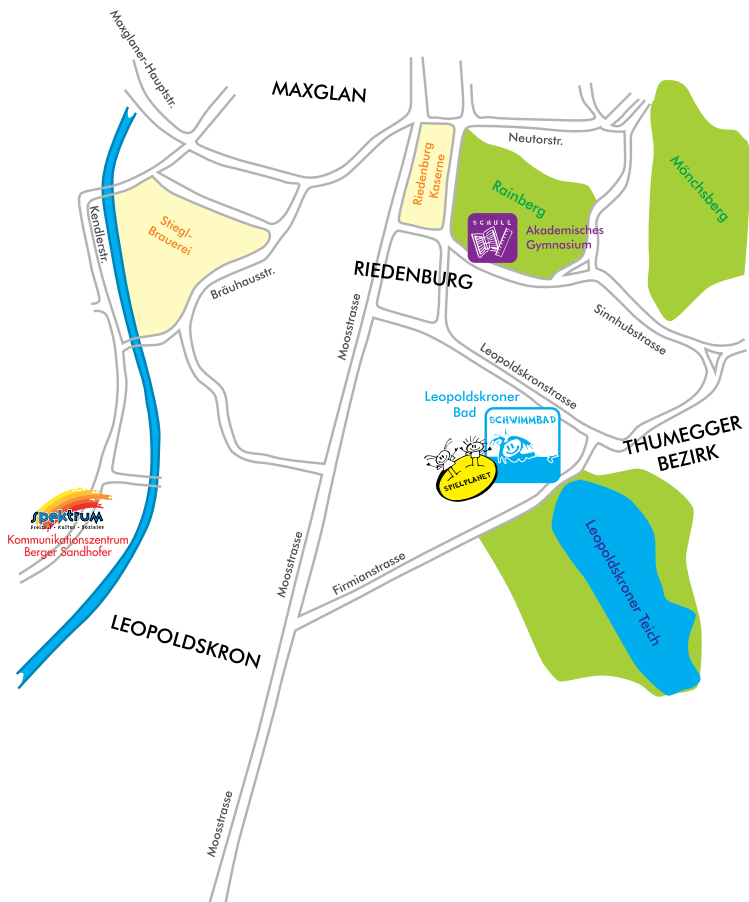 Maxglaner-Hauptstr.
MAXGLAN
Neutorstr.
Riedenburg
Kaserne
Mönchsberg
Rainberg
SCHULE
Akademisches
Gymnasium
Kendlerstr.
Stiegl-
Brauerei
RIEDENBURG
Bräuhausstr.
Moosstrasse
Sinnhubstrasse
Leopoldskronstrasse
Leopoldskroner
Bad
SCHWIMMBAD
THUMEGGER
BEZIRK
SPIELPLANET
spektrum
Freizeit • Kultur • Soziales
Kommunikationszentrum
Berger Sandhofer
Moosstrasse
Firmianstrasse
Leopoldskroner Teich
LEOPOLDSKRON
Moosstrasse